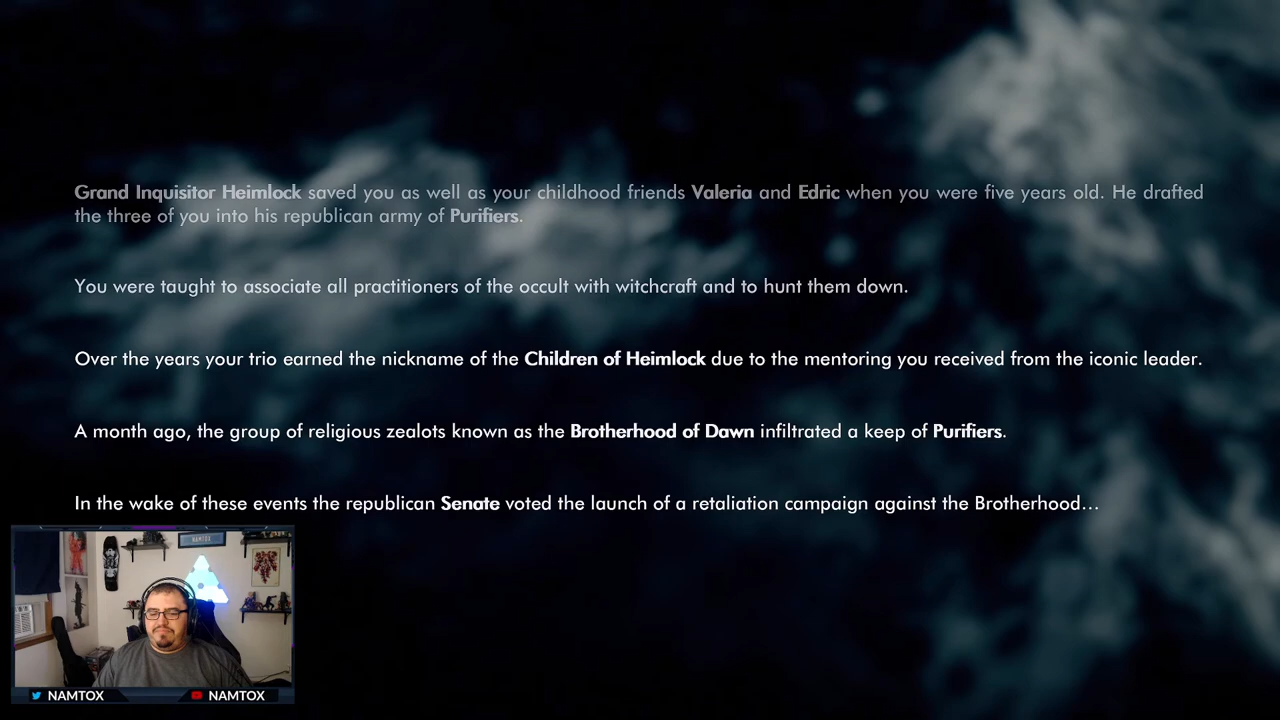 Grand Inquisitor Heimlock saved you as well as your childhood friends Valeria and Edric when you were five years old. He drafted
the three of you into his republican army of Purifiers.
You were taught to associate all practitioners of the occult with witchcraft and to hunt them down.
Over the years your trio earned the nickname of the Children of Heimlock due to the mentoring you received from the iconic leader.
A month ago, the group of religious zealots known as the Brotherhood of Dawn infiltrated a keep of Purifiers.
In the wake of these events the republican Senate voted the launch of a retaliation campaign against the Brotherhood...
NAMTOX
NAMTOX NAMTOX